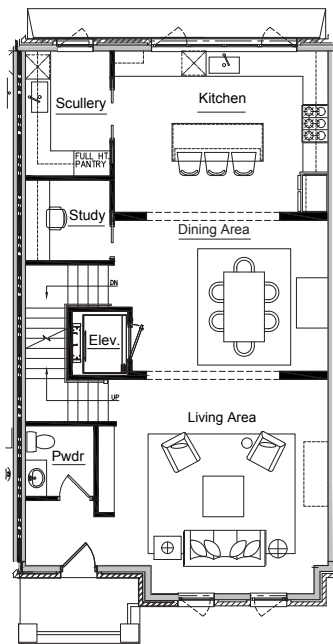 Scullery
Kitchen
FULL HT.
PANTRY
Study
Dining Area
DN
Elev.
UP
Living Area
Pwdr